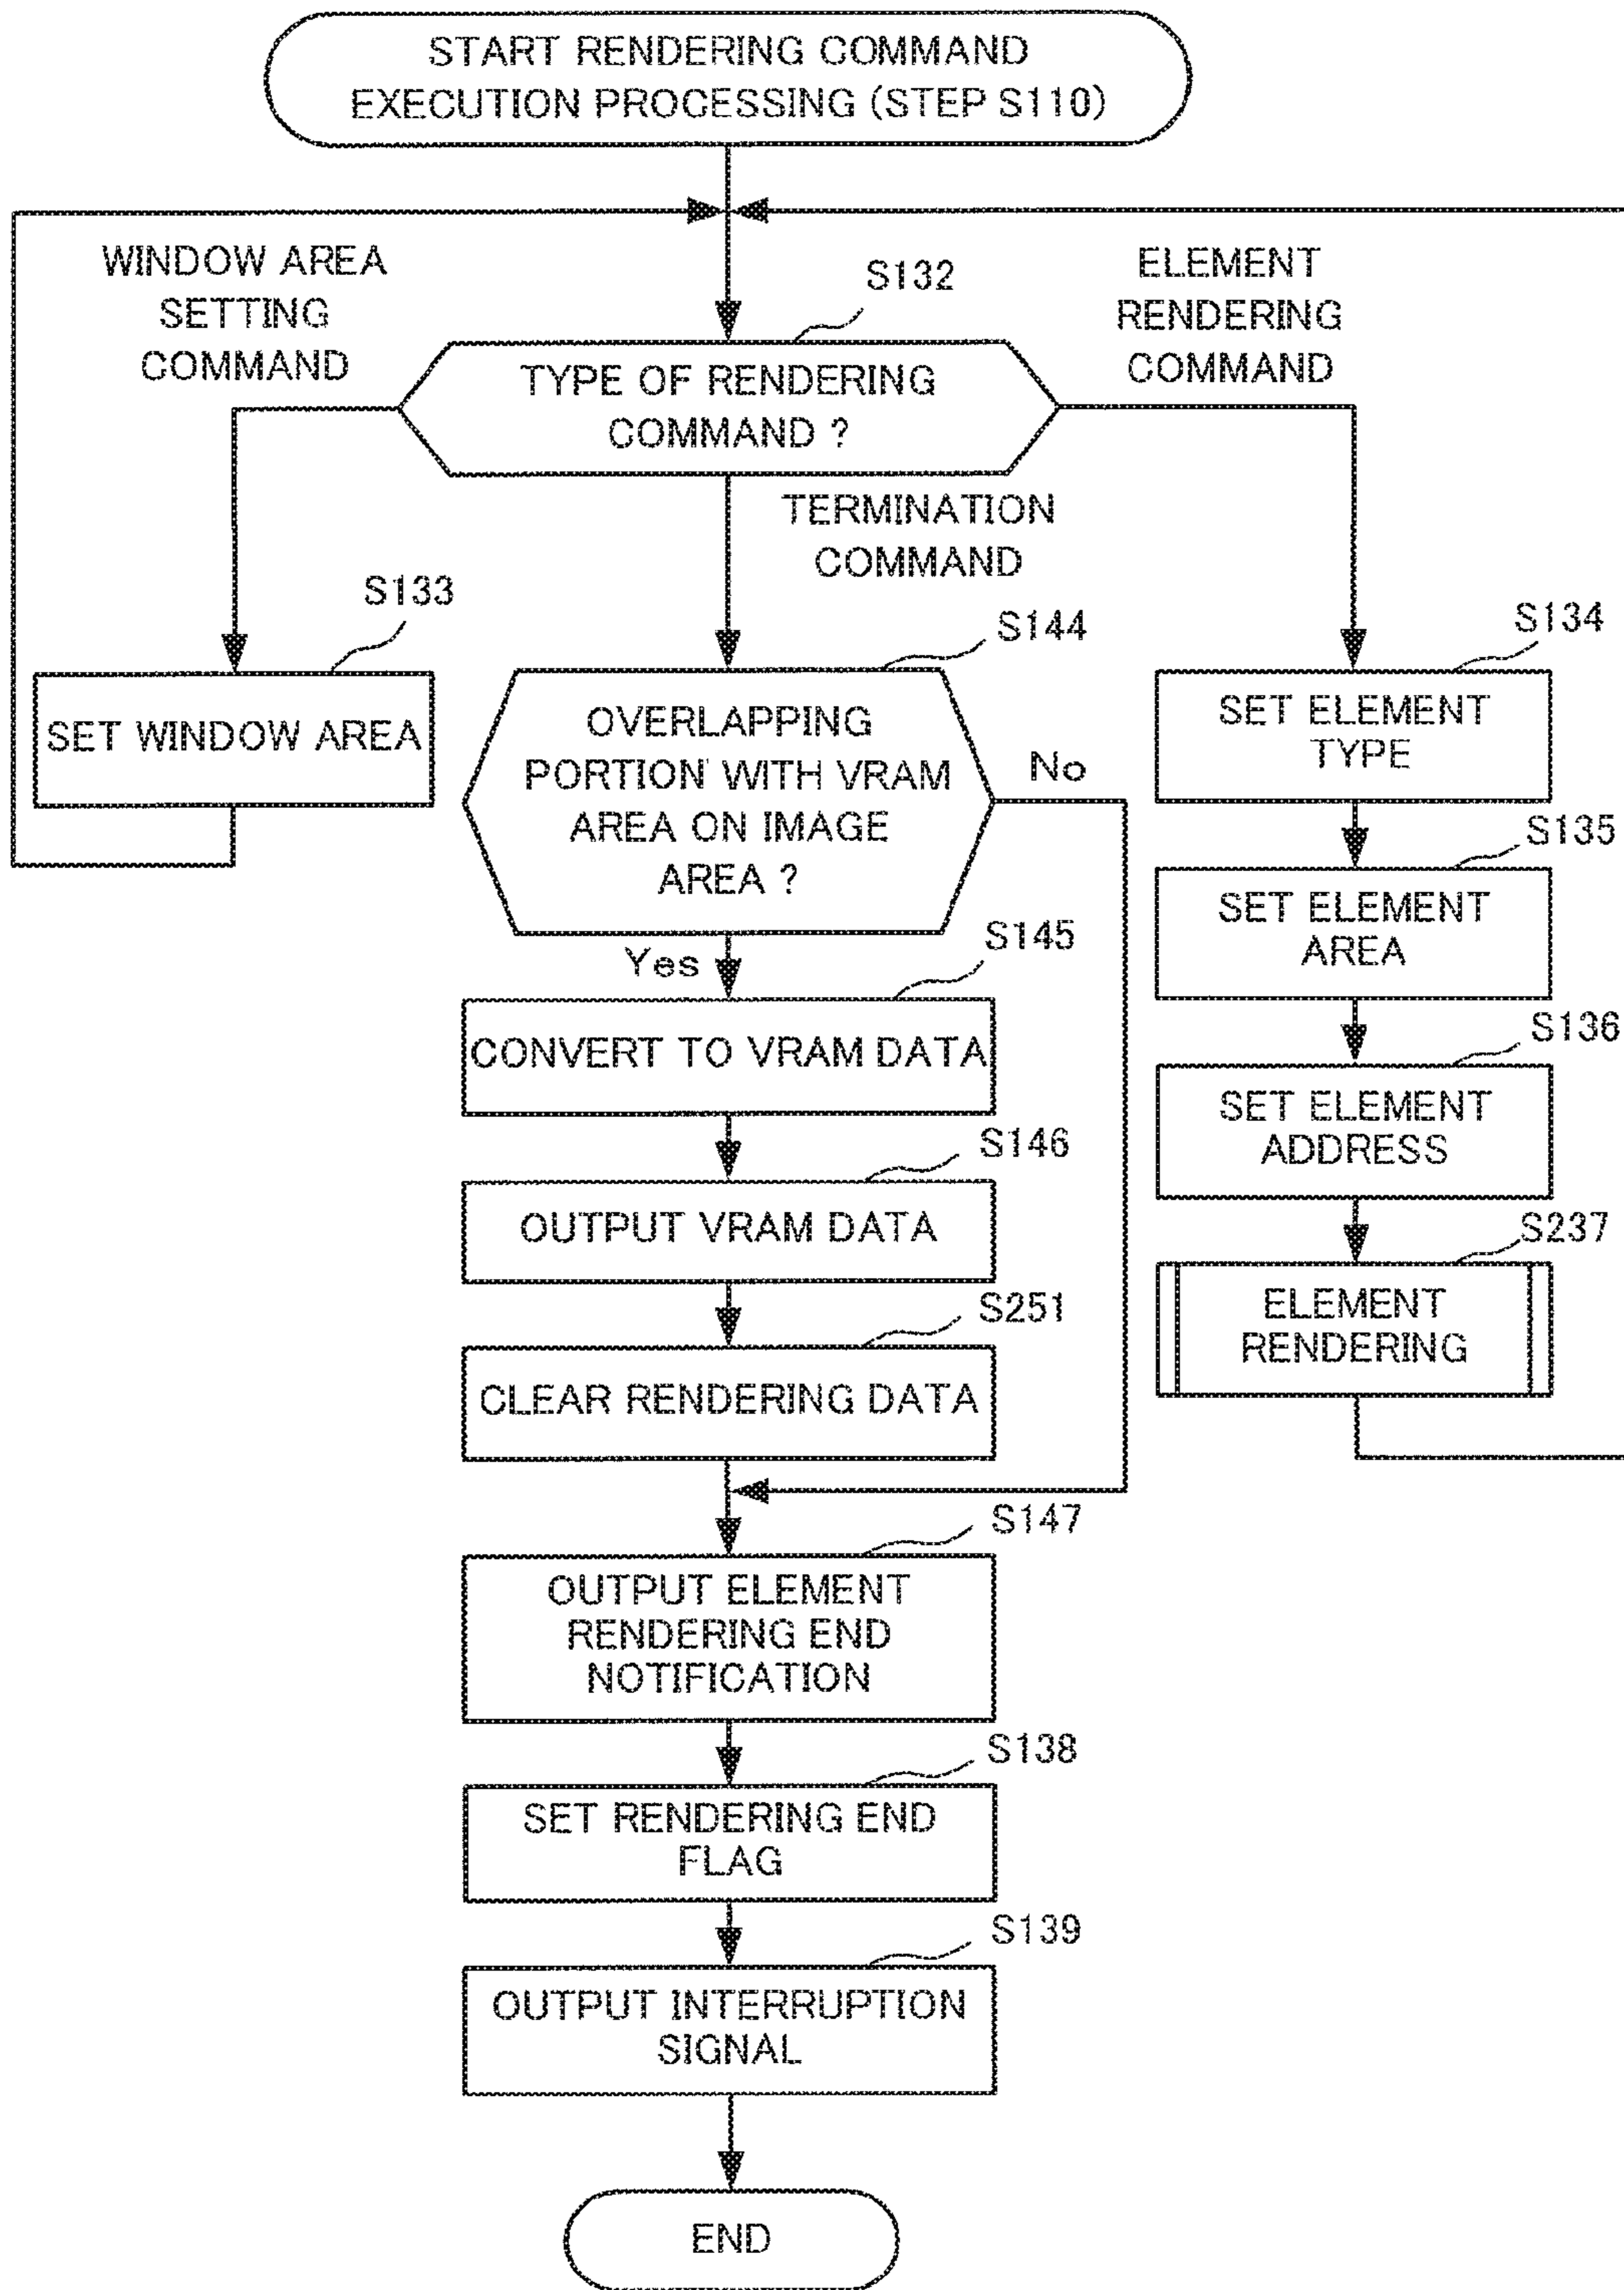 START RENDERING COMMAND
EXECUTION PROCESSING (STEP S110)
WINDOW AREA
SETTING
COMMAND
S132
ELEMENT
RENDERING
COMMAND
TYPE OF RENDERING
COMMAND ?
TERMINATION
COMMAND
S133
SET WINDOW AREA
S144
OVERLAPPING
PORTION WITH VRAM
AREA ON IMAGE
AREA ?
No
Yes
S145
CONVERT TO VRAM DATA
S146
OUTPUT VRAM DATA
S251
CLEAR RENDERING DATA
S134
SET ELEMENT
TYPE
S135
SET ELEMENT
AREA
S136
SET ELEMENT
ADDRESS
S237
ELEMENT
RENDERING
S147
OUTPUT ELEMENT
RENDERING END
NOTIFICATION
S138
SET RENDERING END
FLAG
S139
OUTPUT INTERRUPTION
SIGNAL
END